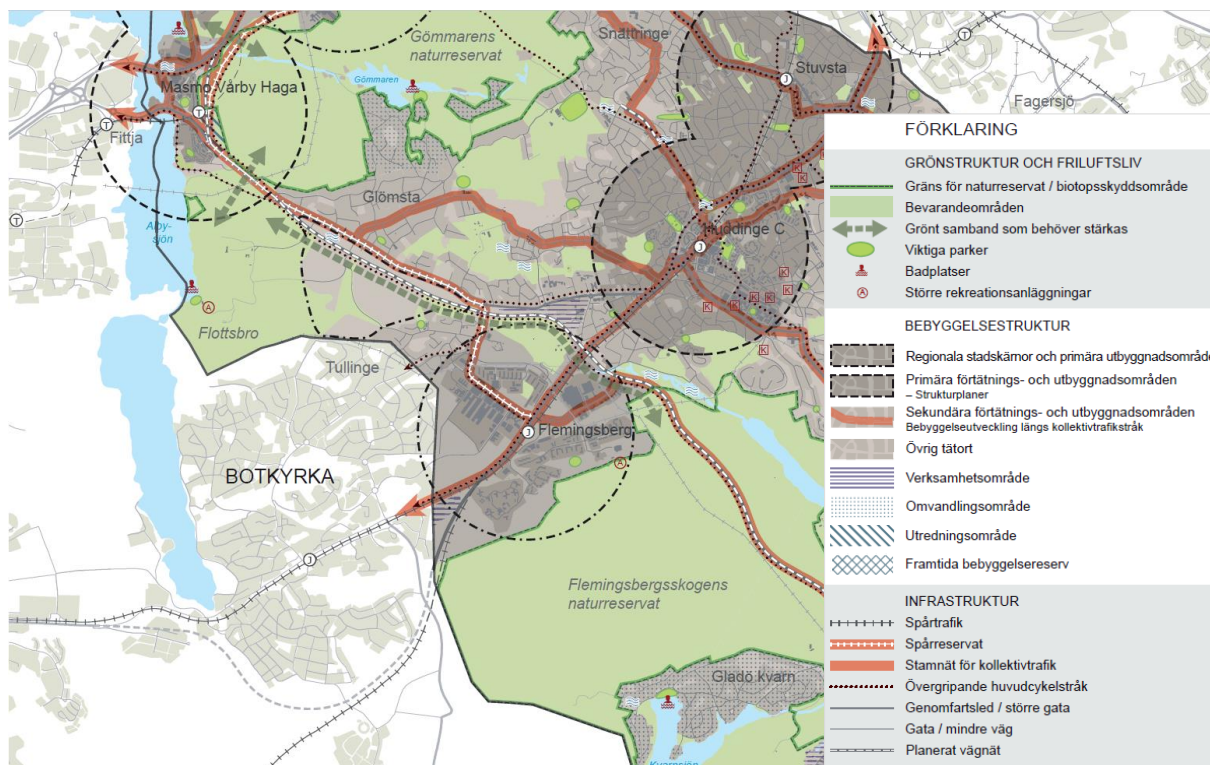 Gömmarens
naturreservat
Snättringe
Gömmaren
Stuvsta
Fagersjö
Masmo Vårby Haga
Fittja
Glömsta
Huddinge C
Alby-
sjön
Flottsbro
Tullinge
Flemingsberg
BOTKYRKA
Flemingsbergsskogens
naturreservat
Gladö kvarn
Kvarnsjön
T
T
T
T
J
J
J
J
A
A
K
K
K
K
K
K
K
K
K
FÖRKLARING
GRÖNSTRUKTUR OCH FRILUFTSLIV
Gräns för naturreservat / biotopsskyddsområde
Bevarandeområden
Grönt samband som behöver stärkas
Viktiga parker
Badplatser
A Större rekreationsanläggningar
BEBYGGELSESTRUKTUR
Regionala stadskärnor och primära utbyggnadsområde
Primära förtätnings- och utbyggnadsområden
– Strukturplaner
Sekundära förtätnings- och utbyggnadsområden
Bebyggelseutveckling längs kollektivtrafikstråk
Övrig tätort
Verksamhetsområde
Omvandlingsområde
Utredningsområde
Framtida bebyggelsereserv
INFRASTRUKTUR
Spårtrafik
Spårreservat
Stamnät för kollektivtrafik
Övergripande huvudcykelstråk
Genomfartsled / större gata
Gata / mindre väg
Planerat vägnät